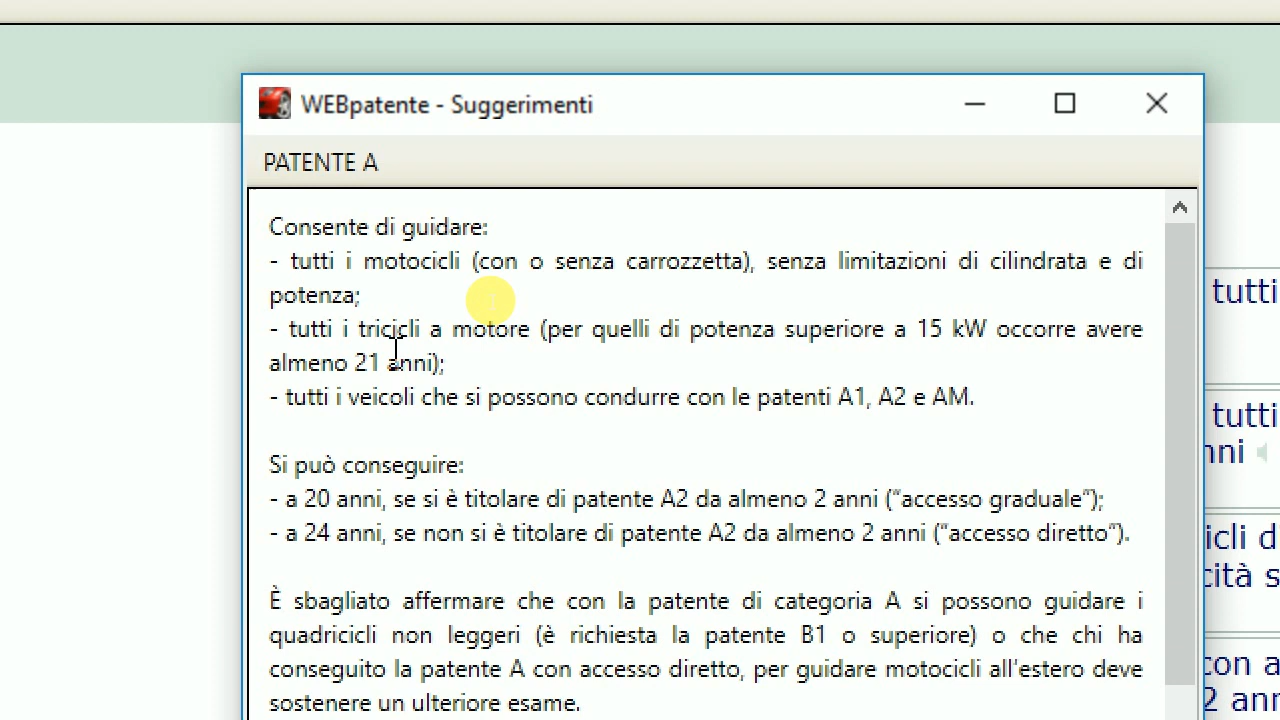 WEBpatente - Suggerimenti
PATENTE A
Consente di guidare:
- tutti i motocicli (con o senza carrozzetta), senza limitazioni di cilindrata e di
potenza;
- tutti i tricicli a motore (per quelli di potenza superiore a 15 kW occorre avere
almeno 21 anni);
- tutti i veicoli che si possono condurre con le patenti A1, A2 e AM.
Si può conseguire:
- a 20 anni, se si è titolare di patente A2 da almeno 2 anni (“accesso graduale”);
- a 24 anni, se non si è titolare di patente A2 da almeno 2 anni (“accesso diretto”).
È sbagliato affermare che con la patente di categoria A si possono guidare i
quadricicli non leggeri (è richiesta la patente B1 o superiore) o che chi ha
conseguito la patente A con accesso diretto, per guidare motocicli all'estero deve
sostenere un ulteriore esame.
tutti
tutti